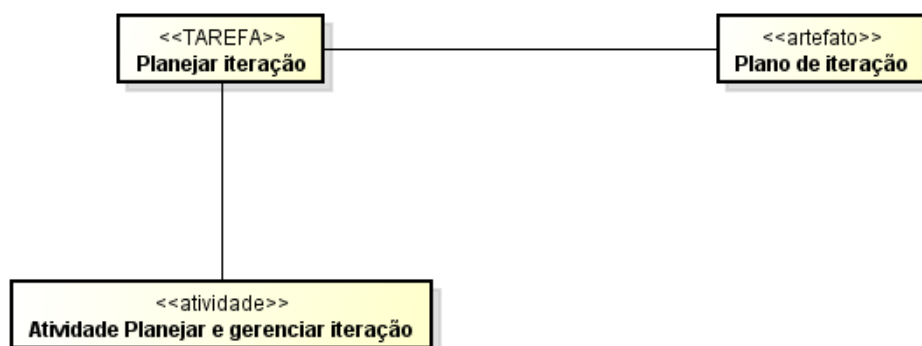 <<TAREFA>>
Planejar iteração
<<artefato>>
Plano de iteração
<<atividade>>
Atividade Planejar e gerenciar iteração